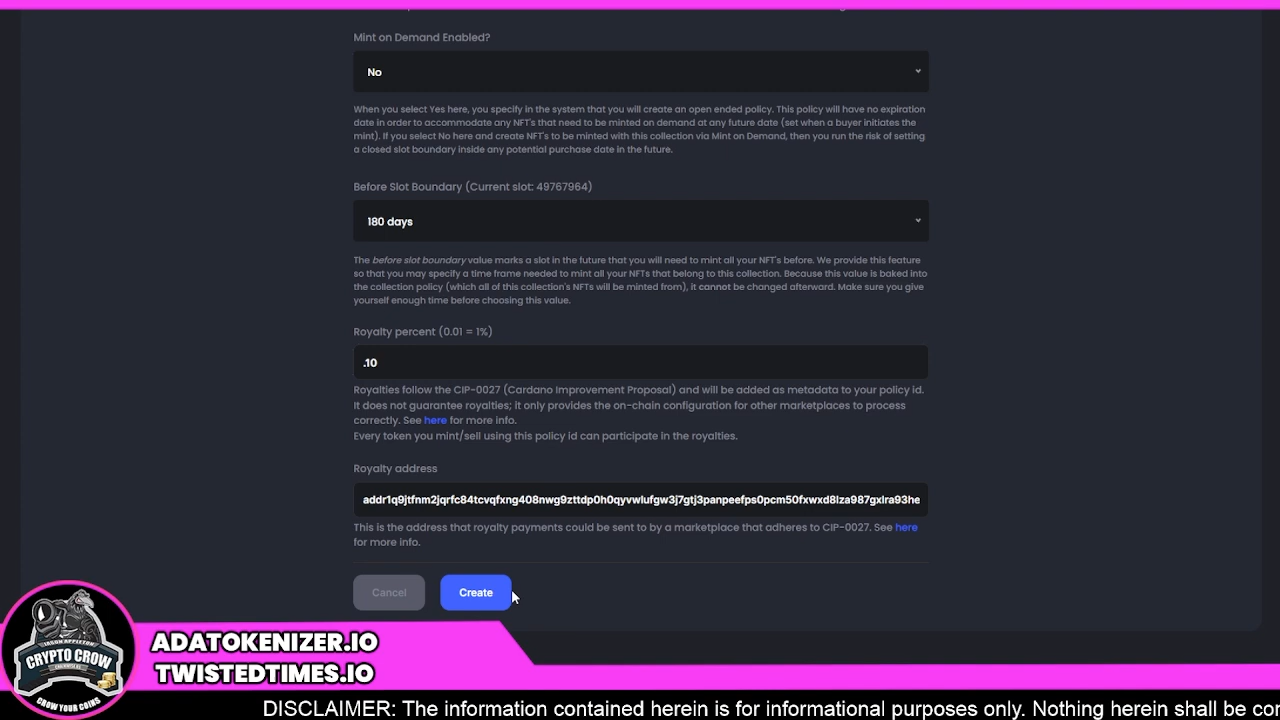 Mint on Demand Enabled?
No
When you select Yes here, you specify in the system that you will create an open ended policy. This policy will have no expiration
date in order to accommodate any NFT's that need to be minted on demand at any future date (set when a buyer initiates the
mint). If you select No here and create NFT's to be minted with this collection via Mint on Demand, then you run the risk of setting
a closed slot boundary inside any potential purchase date in the future.
Before Slot Boundary (Current slot: 49767964)
180 days
The before slot boundary value marks a slot in the future that you will need to mint all your NFT's before. We provide this feature
so that you may specify a time frame needed to mint all your NFTs that belong to this collection. Because this value is baked into
the collection policy (which all of this collection's NFTs will be minted from), it cannot be changed afterward. Make sure you give
yourself enough time before choosing this value.
Royalty percent (0.01 = 1%)
.10
Royalties follow the CIP-0027 (Cardano Improvement Proposal) and will be added as metadata to your policy id.
It does not guarantee royalties; it only provides the on-chain configuration for other marketplaces to process
correctly. See here for more info.
Every token you mint/sell using this policy id can participate in the royalties.
Royalty address
addr1q9jtfnm2jqrfc84tcvqfxng408nwg9zttdp0h0qyvwlufgw3j7gtj3panpeefps0pcm50fxwxd8lza987gxlra93he
This is the address that royalty payments could be sent to by a marketplace that adheres to CIP-0027. See here
for more info.
Cancel
Create
JASON APPLETON
CRYPTO CROW
CROW YOUR COINS
ADATOKENIZER.IO
TWISTEDTIMES.IO
DISCLAIMER: The information contained herein is for informational purposes only. Nothing herein shall be con